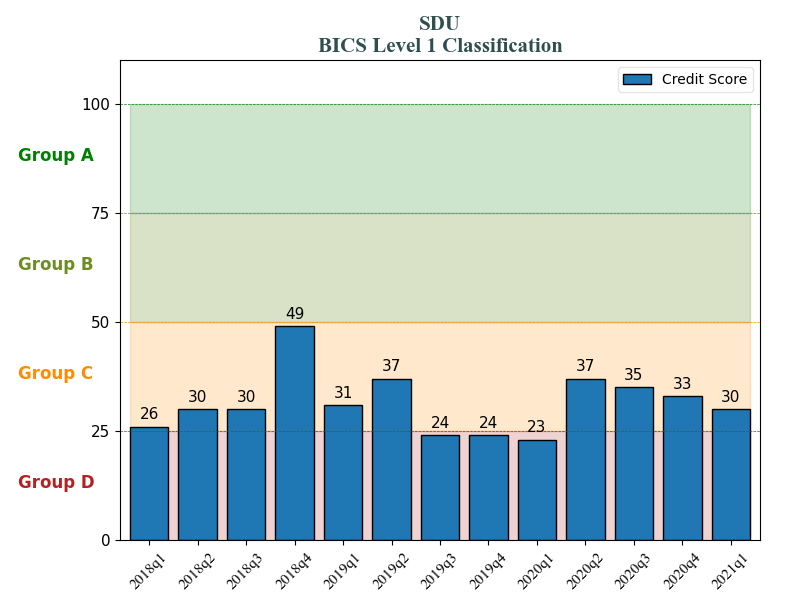 SDU
BICS Level 1 Classification
Credit Score
100
Group A
75
Group B
50
49
Group C
37
37
35
33
31
30
30
30
26
25
24
24
23
Group D
0
2018q1
2018q2
2018q3
2018q4
2019q1
2019q2
2019q3
2019q4
2020q1
2020q2
2020q3
2020q4
2021q1